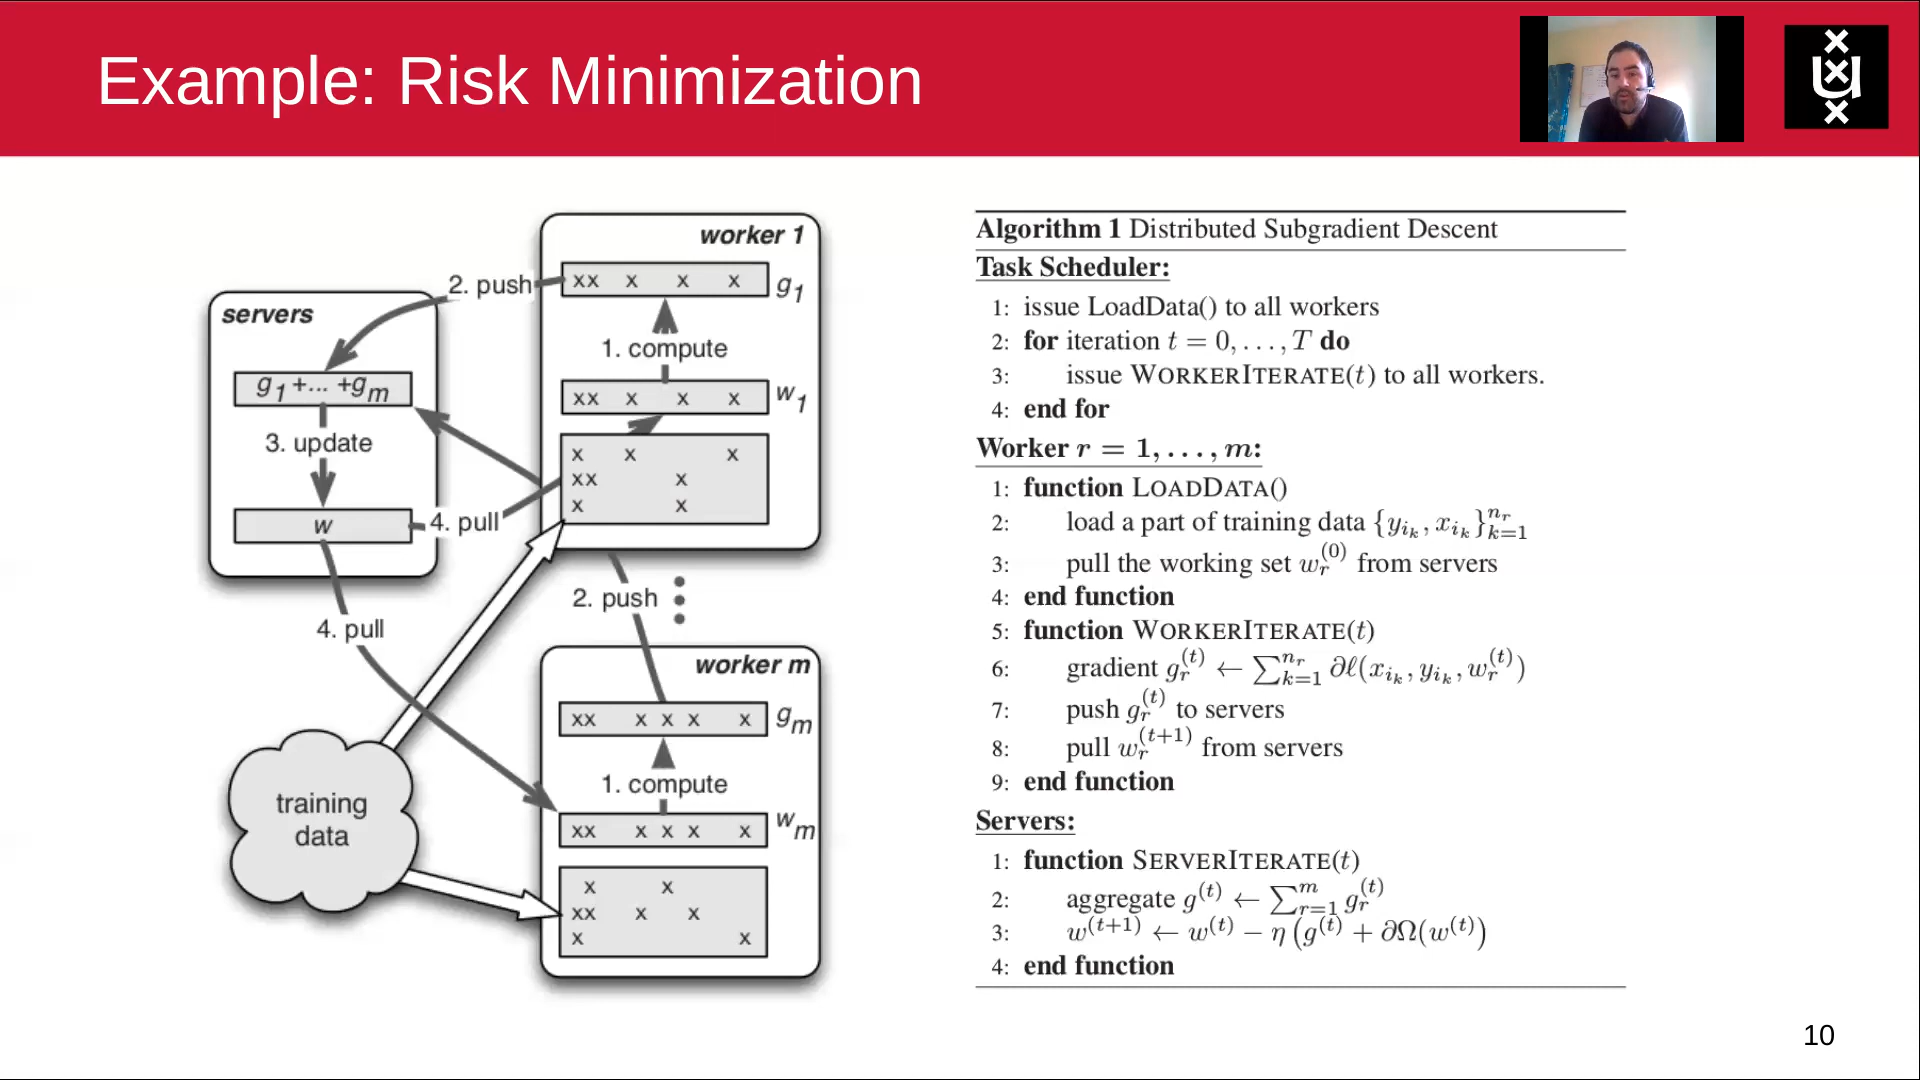 Example: Risk Minimization
servers
g1 +... +gm
3. update
w
2. push
4. pull
4. pull
training
data
worker 1
xx x x x g1
1. compute
xx x x x w1
x x x
xx x
x x
2. push
worker m
xx x x x x gm
1. compute
xx x x x x wm
x x
xx x x
x x
Algorithm 1 Distributed Subgradient Descent
Task Scheduler:
1: issue LoadData() to all workers
2: for iteration t = 0, . . . , T do
3: issue WORKERITERATE(t) to all workers.
4: end for
Worker r = 1, . . . , m:
1: function LOADDATA()
2: load a part of training data {y_{i_k}, x_{i_k}}_{k=1}^{n_r}
3: pull the working set w_r^{(0)} from servers
4: end function
5: function WORKERITERATE(t)
6: gradient g_r^{(t)} ← ∑_{k=1}^{n_r} ∂ℓ(x_{i_k}, y_{i_k}, w_r^{(t)})
7: push g_r^{(t)} to servers
8: pull w_r^{(t+1)} from servers
9: end function
Servers:
1: function SERVERITERATE(t)
2: aggregate g^{(t)} ← ∑_{r=1}^{m} g_r^{(t)}
3: w^{(t+1)} ← w^{(t)} − η (g^{(t)} + ∂Ω(w^{(t)})
4: end function
10